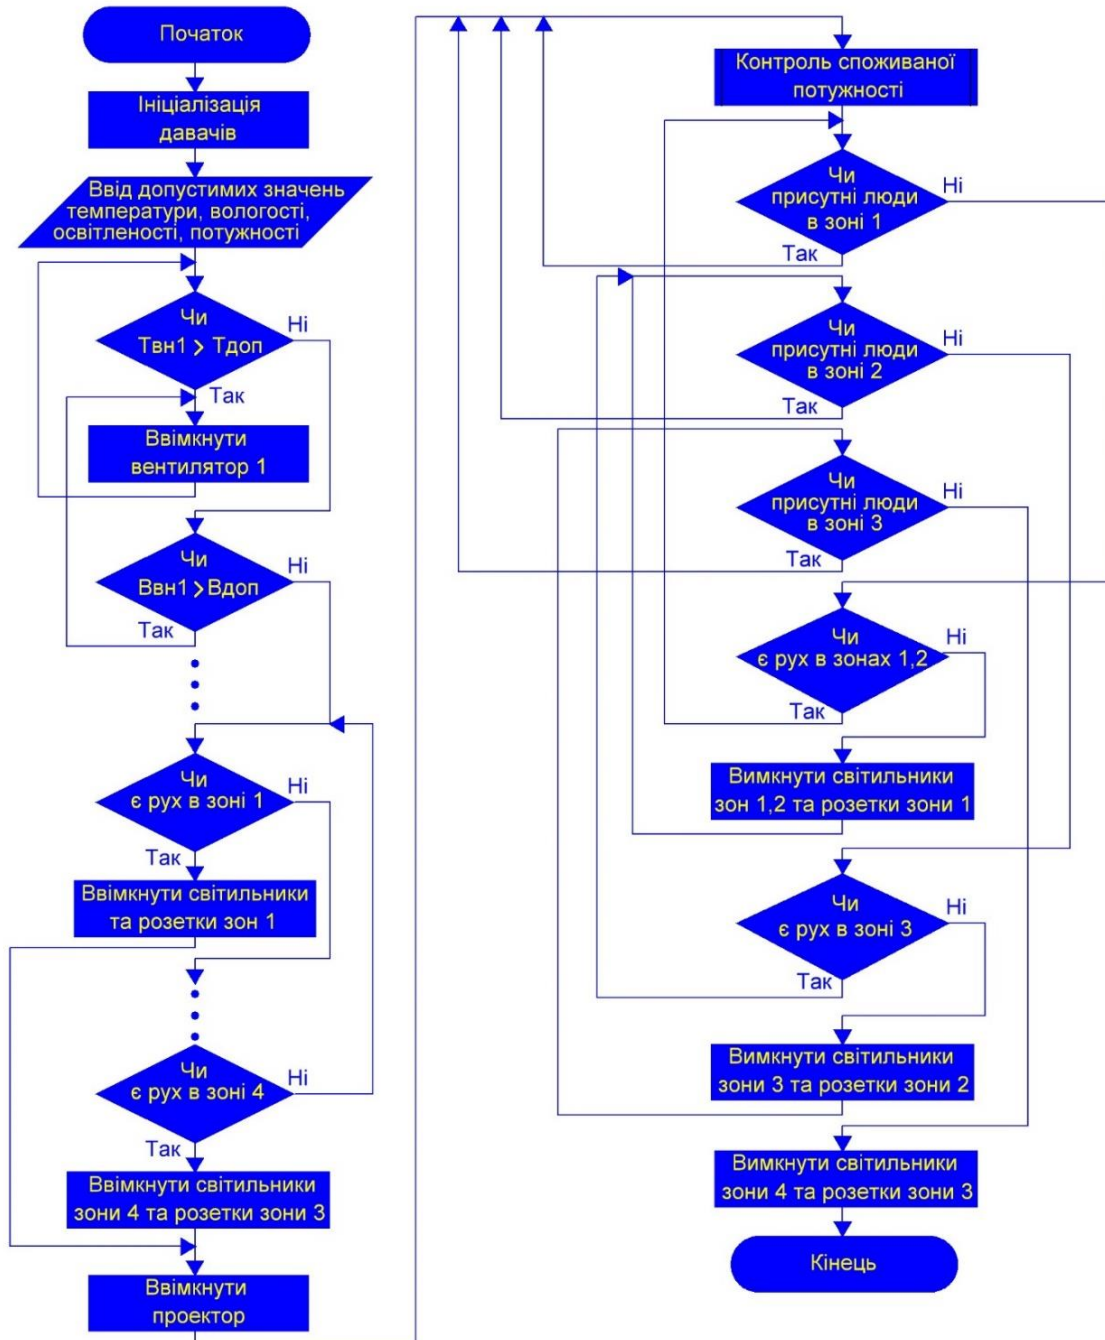 Початок
Ініціалізація
давачів
Ввід допустимих значень
температури, вологості,
освітленості, потужності
Чи
Твн1 > Тдоп
Ні
Так
Ввімкнути
вентилятор 1
Чи
Ввн1 > Вдоп
Ні
Так
Чи
є рух в зоні 1
Ні
Так
Ввімкнути світильники
та розетки зон 1
Чи
є рух в зоні 4
Ні
Так
Ввімкнути світильники
зони 4 та розетки зони 3
Ввімкнути
проектор
Контроль споживаної
потужності
Чи
присутні люди
в зоні 1
Ні
Так
Чи
присутні люди
в зоні 2
Ні
Так
Чи
присутні люди
в зоні 3
Ні
Так
Чи
є рух в зонах 1,2
Ні
Так
Вимкнути світильники
зон 1,2 та розетки зони 1
Чи
є рух в зоні 3
Ні
Так
Вимкнути світильники
зони 3 та розетки зони 2
Вимкнути світильники
зони 4 та розетки зони 3
Кінець